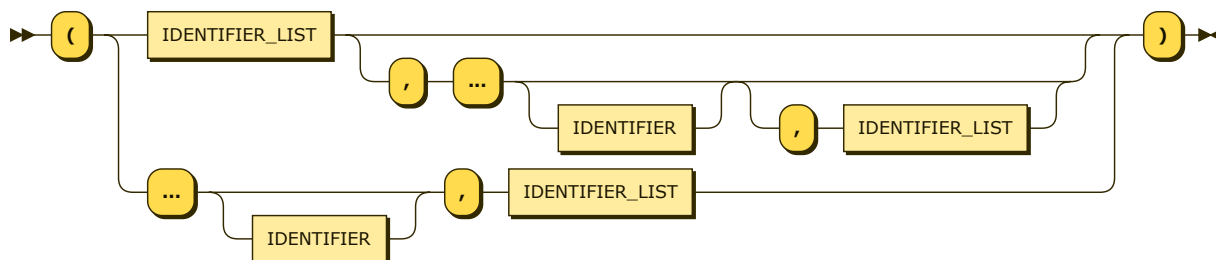 ( IDENTIFIER_LIST )
, ...
IDENTIFIER , IDENTIFIER_LIST
... , IDENTIFIER_LIST
IDENTIFIER